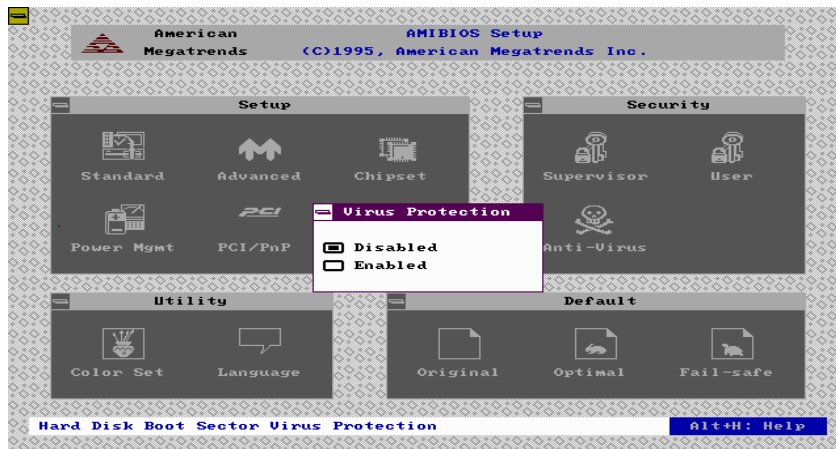 American Megatrends
AMIBIOS Setup
(C)1995, American Megatrends Inc.
Setup
Standard Advanced Chipset
Power Mgmt PCI PCI/PnP
Security
Supervisor User
Anti-Virus
Virus Protection
Disabled
Enabled
Utility
Color Set Language
Default
Original Optimal Fail-safe
Hard Disk Boot Sector Virus Protection
Alt+H: Help